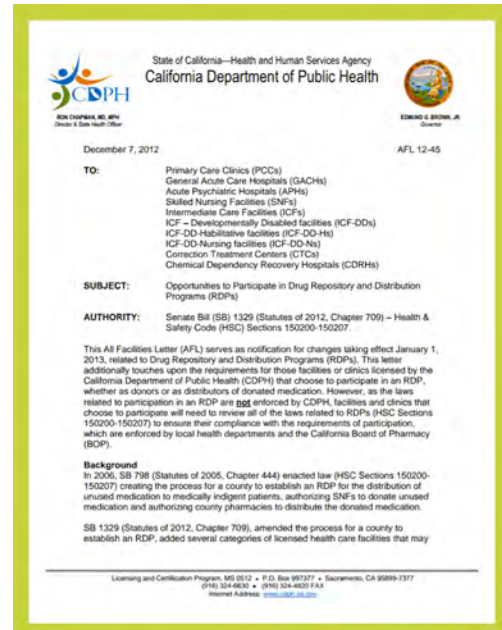 State of California—Health and Human Services Agency
California Department of Public Health
CDPH
RON CHAPMAN, MD, MPH
Director & State Health Officer
EDMUND G. BROWN, JR.
Governor
December 7, 2012
AFL 12-45
TO:
Primary Care Clinics (PCCs)
General Acute Care Hospitals (GACHs)
Acute Psychiatric Hospitals (APHs)
Skilled Nursing Facilities (SNFs)
Intermediate Care Facilities (ICFs)
ICF – Developmentally Disabled facilities (ICF-DDs)
ICF-DD-Habilitative facilities (ICF-DD-Hs)
ICF-DD-Nursing facilities (ICF-DD-Ns)
Correction Treatment Centers (CTCs)
Chemical Dependency Recovery Hospitals (CDRHs)
SUBJECT:
Opportunities to Participate in Drug Repository and Distribution
Programs (RDPs)
AUTHORITY:
Senate Bill (SB) 1329 (Statutes of 2012, Chapter 709) – Health &
Safety Code (HSC) Sections 150200-150207.
This All Facilities Letter (AFL) serves as notification for changes taking effect January 1,
2013, related to Drug Repository and Distribution Programs (RDPs). This letter
additionally touches upon the requirements for those facilities or clinics licensed by the
California Department of Public Health (CDPH) that choose to participate in an RDP,
whether as donors or as distributors of donated medication. However, as the laws
related to participation in an RDP are not enforced by CDPH, facilities and clinics that
choose to participate will need to review all of the laws related to RDPs (HSC Sections
150200-150207) to ensure their compliance with the requirements of participation,
which are enforced by local health departments and the California Board of Pharmacy
(BOP).
Background
In 2006, SB 798 (Statutes of 2005, Chapter 444) enacted law (HSC Sections 150200-
150207) creating the process for a county to establish an RDP for the distribution of
unused medication to medically indigent patients, authorizing SNFs to donate unused
medication and authorizing county pharmacies to distribute the donated medication.
SB 1329 (Statutes of 2012, Chapter 709), amended the process for a county to
establish an RDP, added several categories of licensed health care facilities that may
Licensing and Certification Program, MS 0512 • P.O. Box 997377 • Sacramento, CA 95899-7377
(916) 324-6630 • (916) 324-4820 FAX
Internet Address: www.cdph.ca.gov